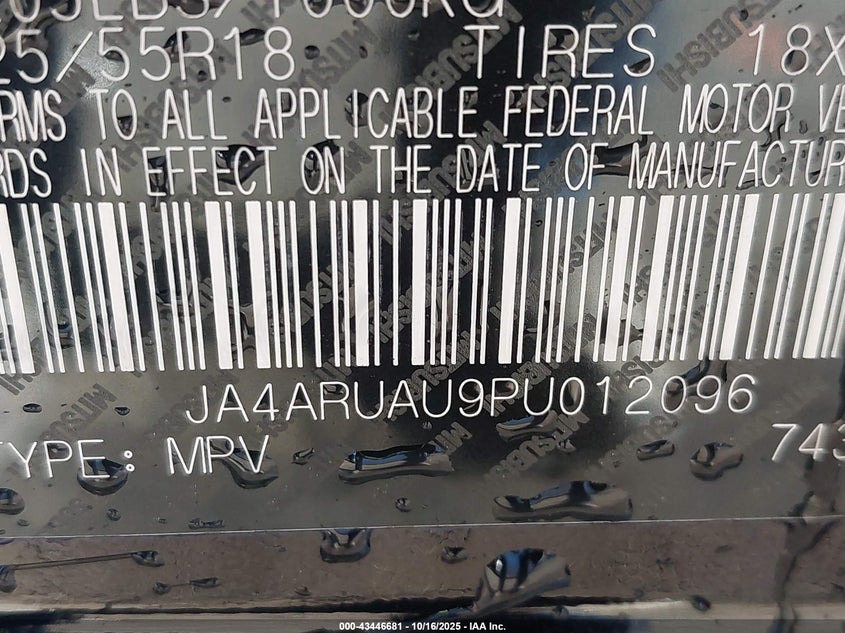 25/55R18 TIRES 18X
RMS TO ALL APPLICABLE FEDERAL MOTOR VE
RDS IN EFFECT ON THE DATE OF MANUFACTUR
JA4ARUAU9PU012096
TYPE: MPV 743
000-43446681 - 10/16/2025 - IAA Inc.